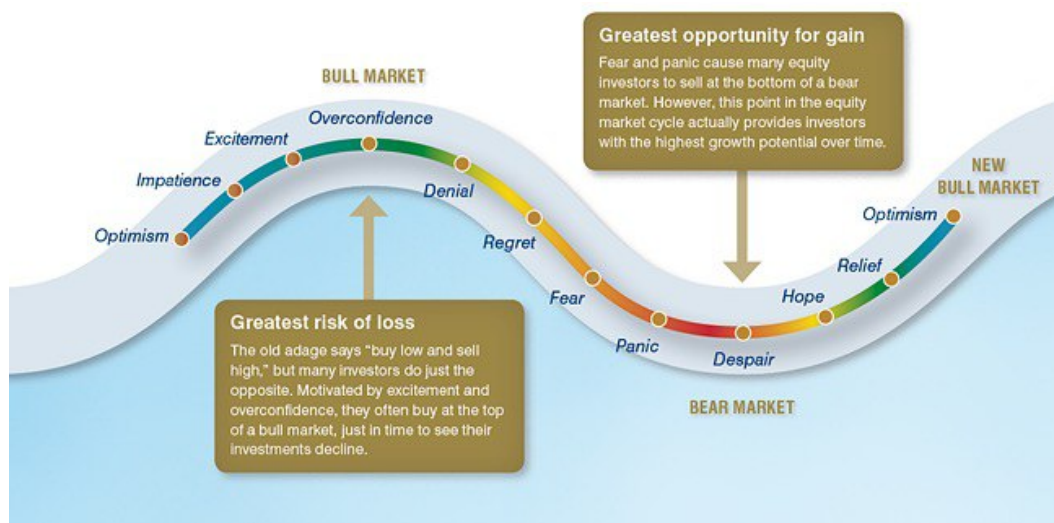 Greatest opportunity for gain
Fear and panic cause many equity
investors to sell at the bottom of a bear
market. However, this point in the equity
market cycle actually provides investors
with the highest growth potential over time.
BULL MARKET
Overconfidence
Excitement
Impatience
Optimism
Denial
Regret
Fear
Panic
Despair
Hope
Relief
Optimism
NEW
BULL MARKET
BEAR MARKET
Greatest risk of loss
The old adage says “buy low and sell
high,” but many investors do just the
opposite. Motivated by excitement and
overconfidence, they often buy at the top
of a bull market, just in time to see their
investments decline.